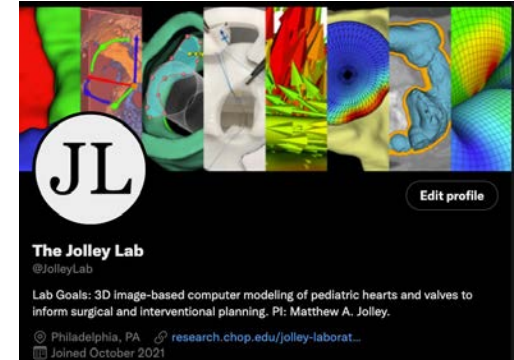 JL
Edit profile
The Jolley Lab
@JolleyLab
Lab Goals: 3D image-based computer modeling of pediatric hearts and valves to
inform surgical and interventional planning. PI: Matthew A. Jolley.
Philadelphia, PA research.chop.edu/jolley-laborat...
Joined October 2021